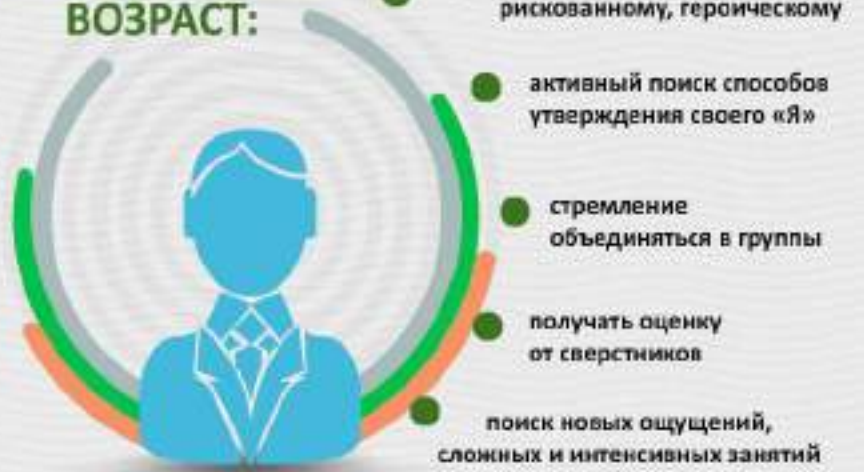 ВОЗРАСТ:
рискованному, героическому
активный поиск способов
утверждения своего «Я»
стремление
объединяться в группы
получать оценку
от сверстников
поиск новых ощущений,
сложных и интенсивных занятий